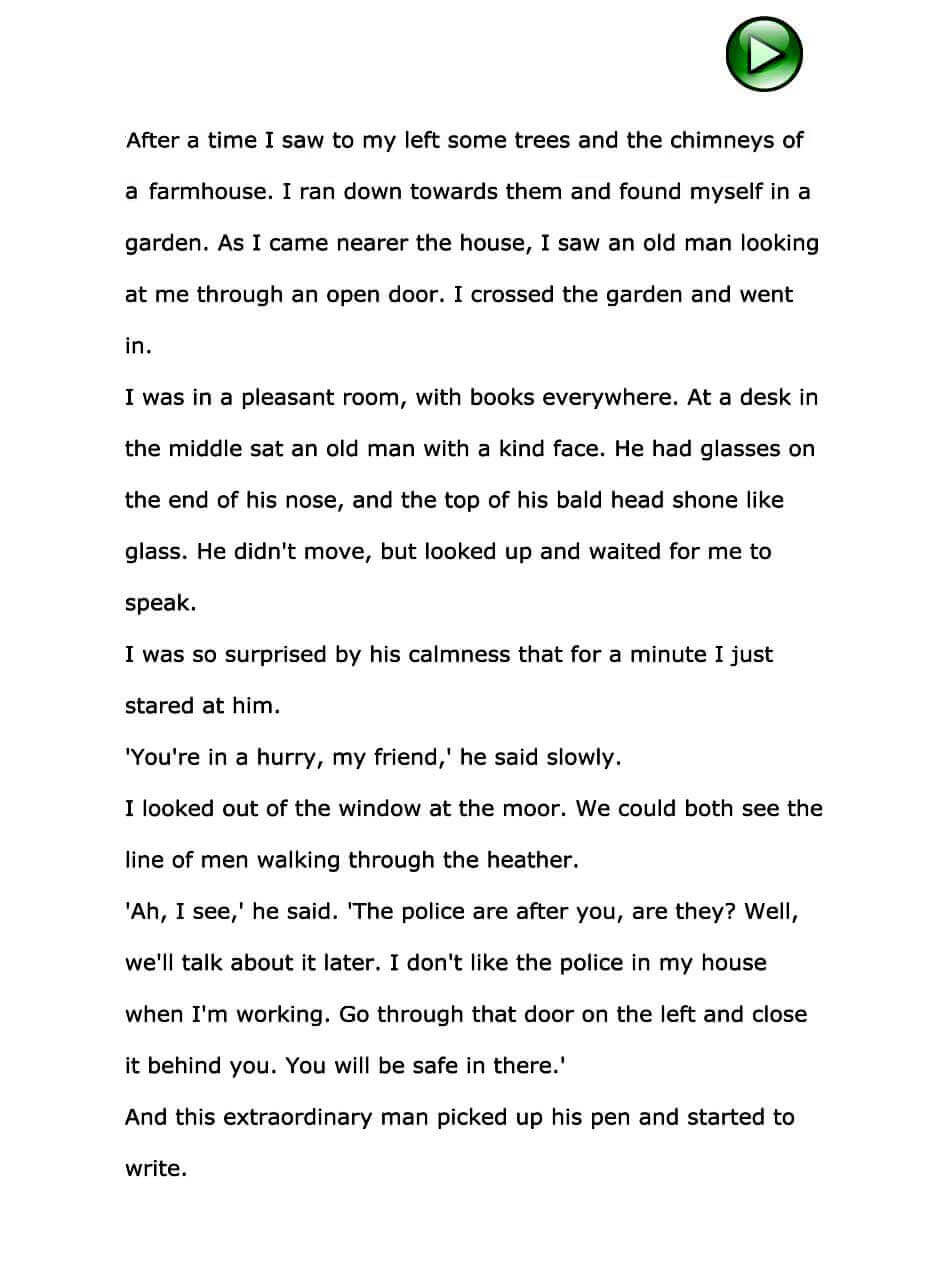 After a time I saw to my left some trees and the chimneys of
a farmhouse. I ran down towards them and found myself in a
garden. As I came nearer the house, I saw an old man looking
at me through an open door. I crossed the garden and went
in.
I was in a pleasant room, with books everywhere. At a desk in
the middle sat an old man with a kind face. He had glasses on
the end of his nose, and the top of his bald head shone like
glass. He didn't move, but looked up and waited for me to
speak.
I was so surprised by his calmness that for a minute I just
stared at him.
'You're in a hurry, my friend,' he said slowly.
I looked out of the window at the moor. We could both see the
line of men walking through the heather.
'Ah, I see,' he said. 'The police are after you, are they? Well,
we'll talk about it later. I don't like the police in my house
when I'm working. Go through that door on the left and close
it behind you. You will be safe in there.'
And this extraordinary man picked up his pen and started to
write.